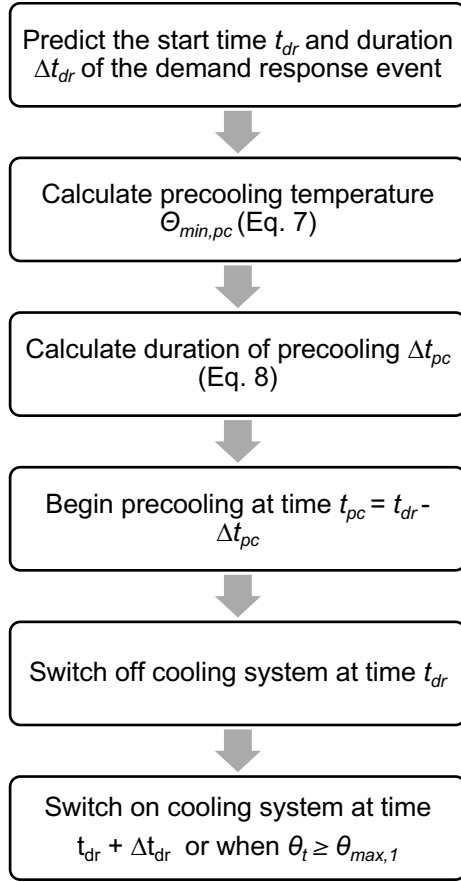 Predict the start time t_dr and duration
Δt_dr of the demand response event
Calculate precooling temperature
Θ_min,pc (Eq. 7)
Calculate duration of precooling Δt_pc
(Eq. 8)
Begin precooling at time t_pc = t_dr -
Δt_pc
Switch off cooling system at time t_dr
Switch on cooling system at time
t_dr + Δt_dr or when θ_t ≥ θ_max,1